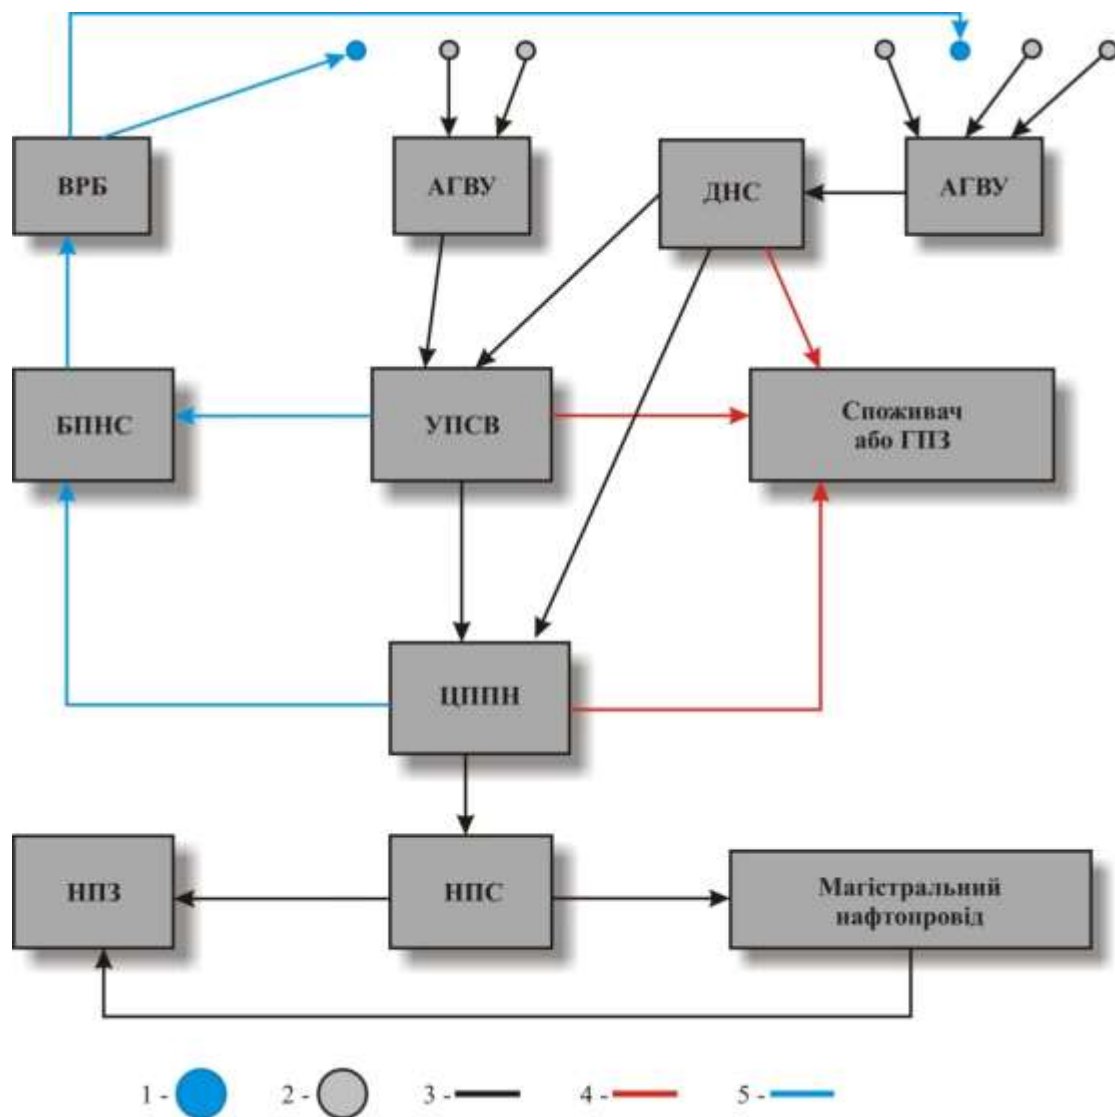 ВРБ
АГВУ
ДНС
АГВУ
БПНС
УПСВ
Споживач
або ГПЗ
ЦППН
НПЗ
НПС
Магістральний
нафтопровід
1 - 2 - 3 - 4 - 5 -